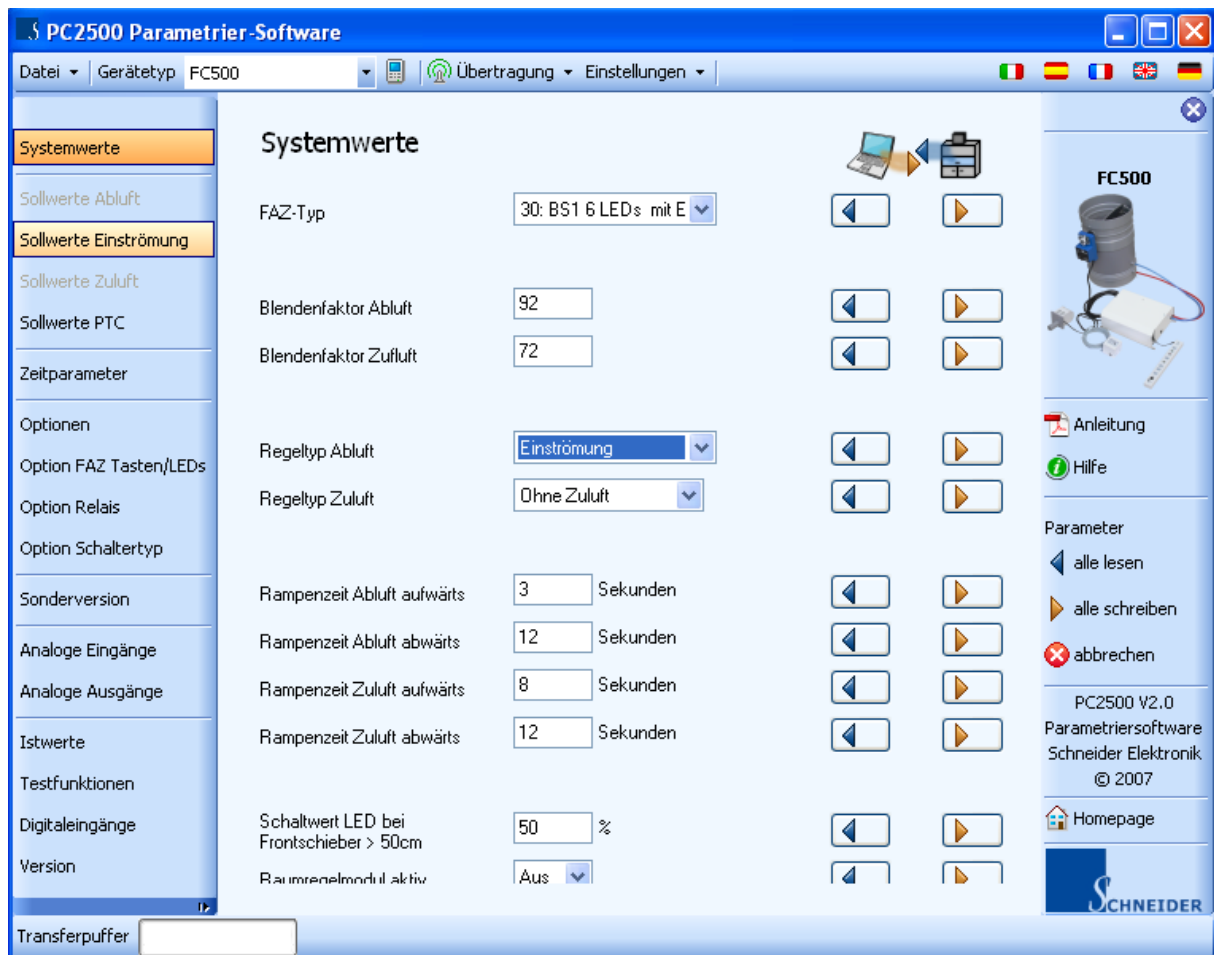 PC2500 Parametrier-Software
Datei Gerätetyp FC500 Übertragung Einstellungen
Systemwerte
Sollwerte Abluft
Sollwerte Einströmung
Sollwerte Zuluft
Sollwerte PTC
Zeitparameter
Optionen
Option FAZ Tasten/LEDs
Option Relais
Option Schaltertyp
Sonderversion
Analoge Eingänge
Analoge Ausgänge
Istwerte
Testfunktionen
Digitaleingänge
Version
Systemwerte
FAZ-Typ 30: BS1 6 LEDs mit E
Blendenfaktor Abluft 92
Blendenfaktor Zufluft 72
Regeltyp Abluft Einströmung
Regeltyp Zuluft Ohne Zuluft
Rampenzeit Abluft aufwärts 3 Sekunden
Rampenzeit Abluft abwärts 12 Sekunden
Rampenzeit Zuluft aufwärts 8 Sekunden
Rampenzeit Zuluft abwärts 12 Sekunden
Schaltwert LED bei
Frontschieber > 50cm 50 %
Raumregelmodul aktiv Aus
FC500
Anleitung
Hilfe
Parameter
alle lesen
alle schreiben
abbrechen
PC2500 V2.0
Parametriersoftware
Schneider Elektronik
© 2007
Homepage
SCHNEIDER
Transferpuffer